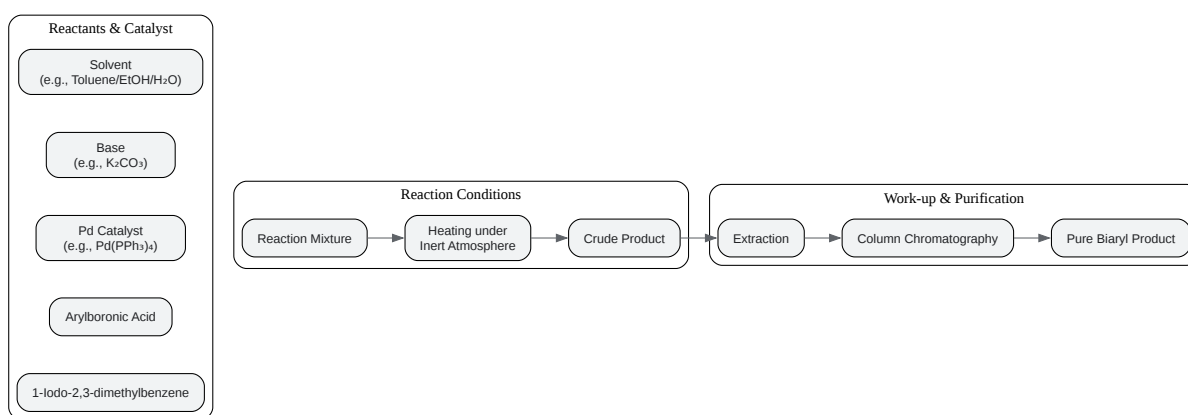 Reactants & Catalyst
Solvent
(e.g., Toluene/EtOH/H₂O)
Base
(e.g., K₂CO₃)
Pd Catalyst
(e.g., Pd(PPh₃)₄)
Arylboronic Acid
1-Iodo-2,3-dimethylbenzene
Reaction Conditions
Reaction Mixture
Heating under
Inert Atmosphere
Crude Product
Work-up & Purification
Extraction
Column Chromatography
Pure Biaryl Product